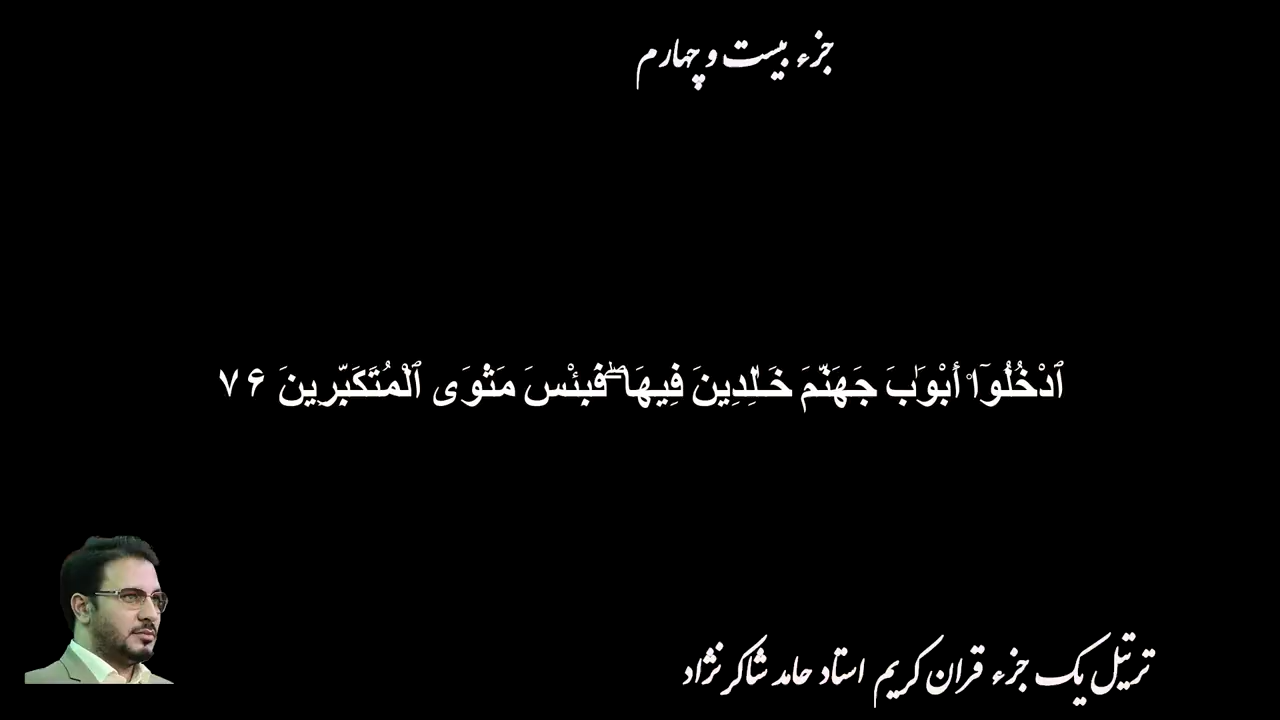 جزء بیست و چهارم
ٱدْخُلُوٓا۟ أَبْوَٰبَ جَهَنَّمَ خَـٰلِدِينَ فِيهَا ۖ فَبِئْسَ مَثْوَى ٱلْمُتَكَبِّرِينَ ۷۶
ترتیل یک جزء قران کریم استاد حامد شاکرنژاد